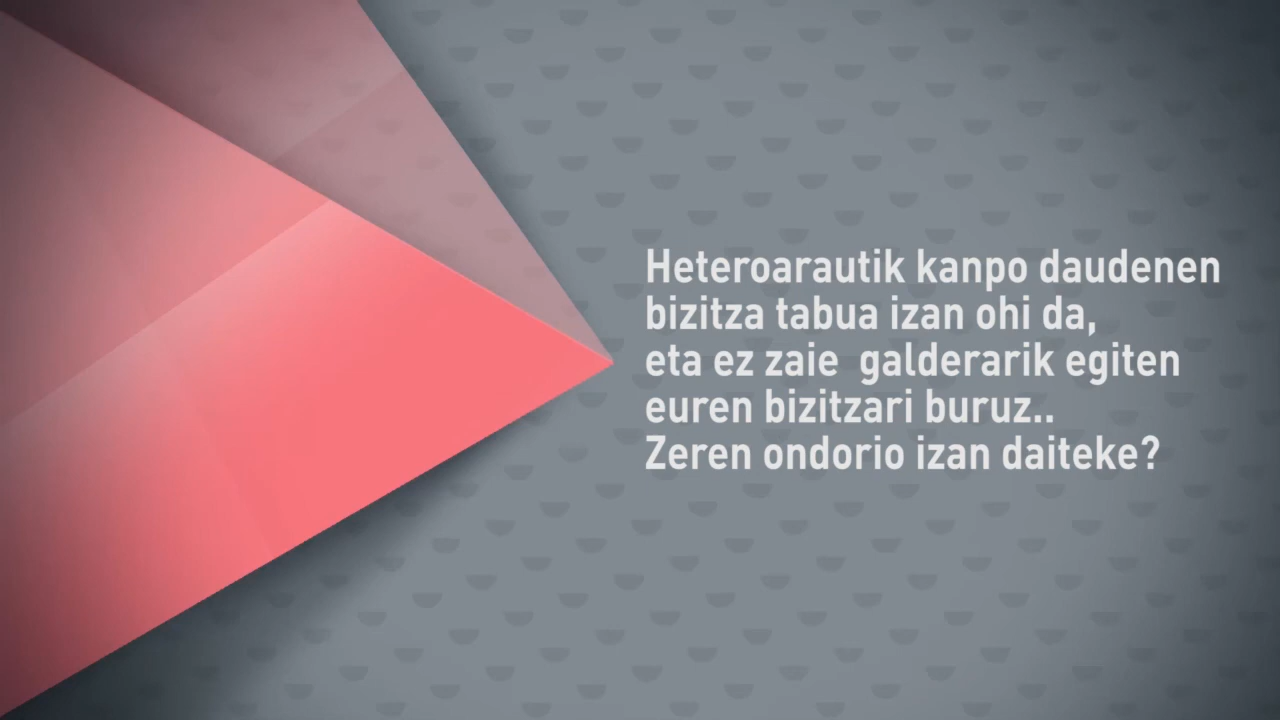 Heteroarautik kanpo daudenen
bizitza tabua izan ohi da,
eta ez zaie  galderarik egiten
euren bizitzari buruz..
Zeren ondorio izan daiteke?